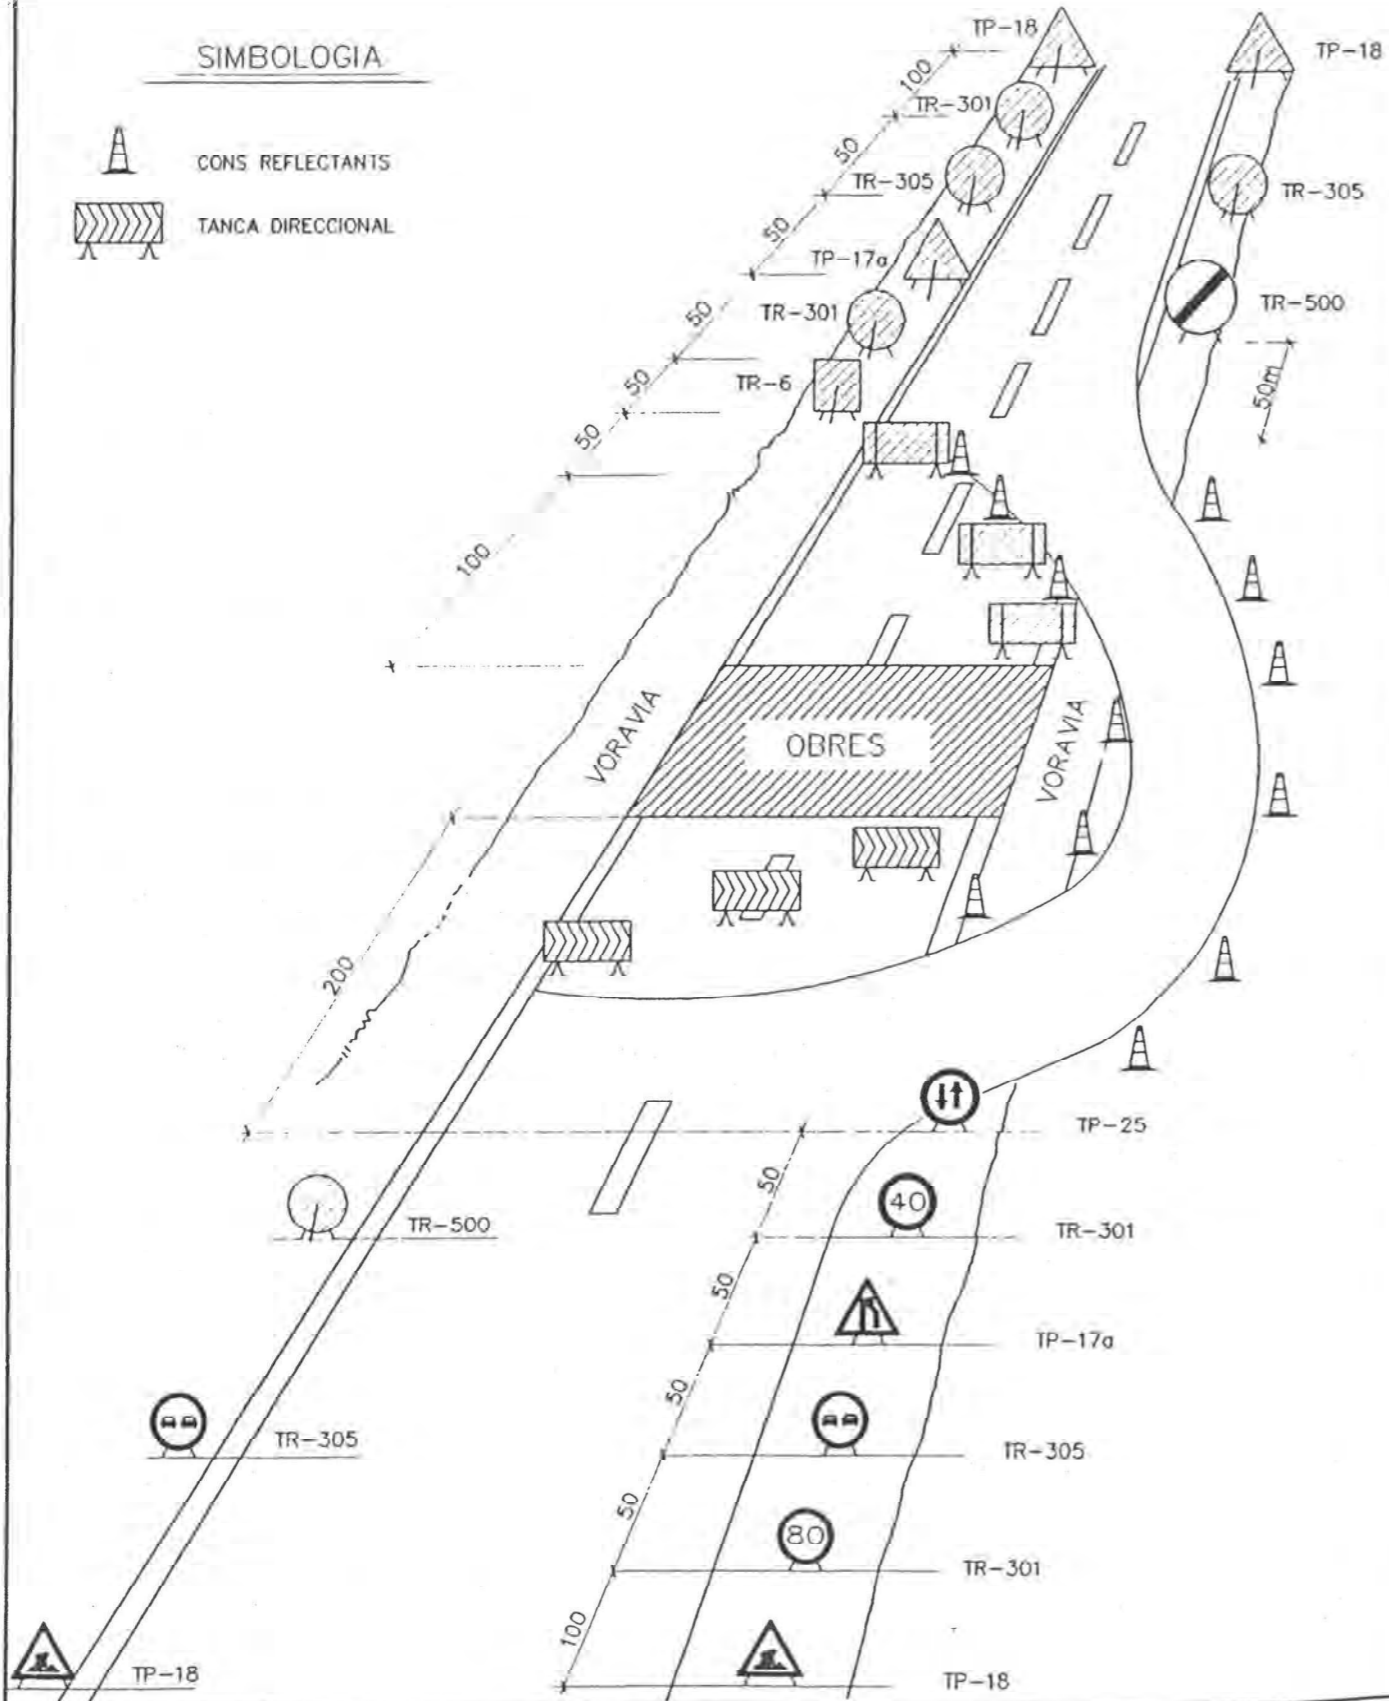 SIMBOLOGIA
CONS REFLECTANTS
TANCA DIRECCIONAL
TP-18
TP-18
100
TR-301
50
TR-305
TR-305
50
TP-17a
TR-500
TR-301
50
50m
TR-6
50
50
100
VORAVIA
OBRES
VORAVIA
200
TP-25
50
40
TR-301
TR-500
50
TP-17a
50
TR-305
TR-305
50
80
TR-301
100
TP-18
TP-18